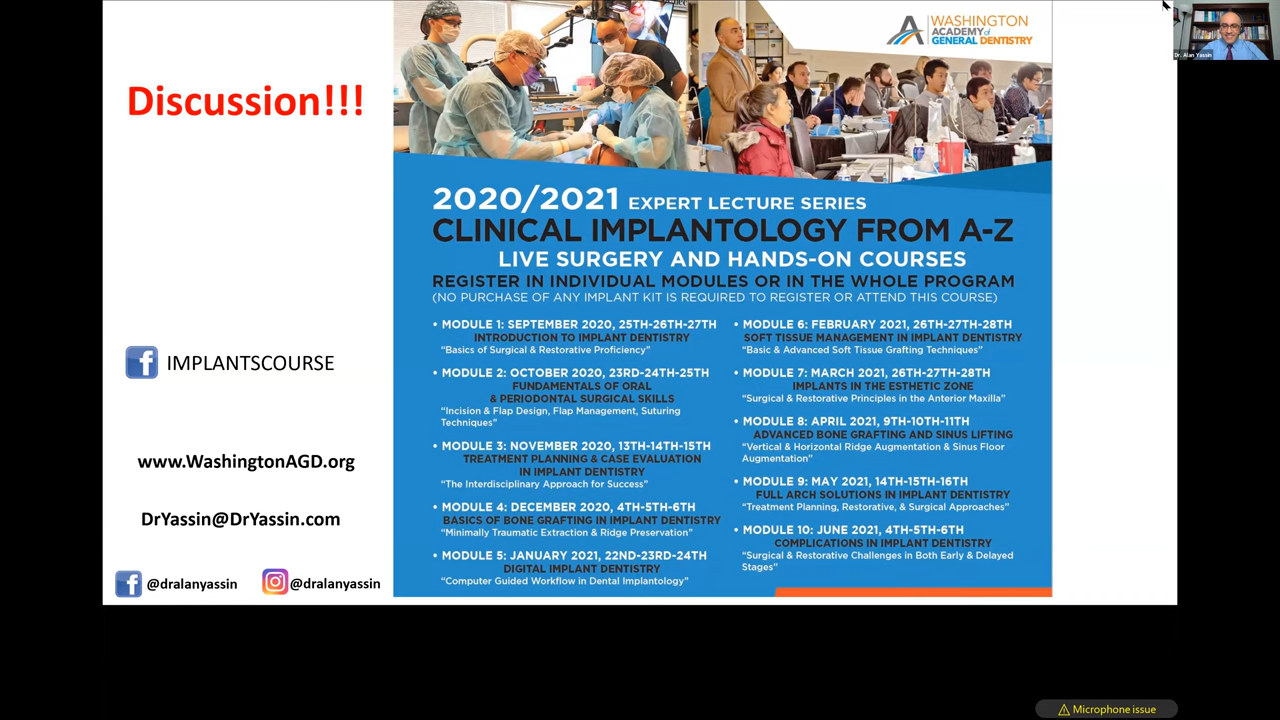 Discussion!!!
IMPLANTSCOURSE
www.WashingtonAGD.org
DrYassin@DrYassin.com
@dralanyassin
@dralanyassin
WASHINGTON
ACADEMY of
GENERAL DENTISTRY
2020/2021 EXPERT LECTURE SERIES
CLINICAL IMPLANTOLOGY FROM A-Z
LIVE SURGERY AND HANDS-ON COURSES
REGISTER IN INDIVIDUAL MODULES OR IN THE WHOLE PROGRAM
(NO PURCHASE OF ANY IMPLANT KIT IS REQUIRED TO REGISTER OR ATTEND THIS COURSE)
• MODULE 1: SEPTEMBER 2020, 25TH-26TH-27TH
INTRODUCTION TO IMPLANT DENTISTRY
"Basics of Surgical & Restorative Proficiency"
MODULE 2: OCTOBER 2020, 23RD-24TH-25TH
FUNDAMENTALS OF ORAL
& PERIODONTAL SURGICAL SKILLS
"Incision & Flap Design, Flap Management, Suturing
Techniques"
• MODULE 3: NOVEMBER 2020, 13TH-14TH-15TH
TREATMENT PLANNING & CASE EVALUATION
IN IMPLANT DENTISTRY
"The Interdisciplinary Approach for Success"
• MODULE 4: DECEMBER 2020, 4TH-5TH-6TH
BASICS OF BONE GRAFTING IN IMPLANT DENTISTRY
"Minimally Traumatic Extraction & Ridge Preservation"
• MODULE 5: JANUARY 2021, 22ND-23RD-24TH
DIGITAL IMPLANT DENTISTRY
"Computer Guided Workflow in Dental Implantology"
• MODULE 6: FEBRUARY 2021, 26TH-27TH-28TH
SOFT TISSUE MANAGEMENT IN IMPLANT DENTISTRY
"Basic & Advanced Soft Tissue Grafting Techniques"
• MODULE 7: MARCH 2021, 26TH-27TH-28TH
IMPLANTS IN THE ESTHETIC ZONE
"Surgical & Restorative Principles in the Anterior Maxilla"
• MODULE 8: APRIL 2021, 9TH-10TH-11TH
ADVANCED BONE GRAFTING AND SINUS LIFTING
"Vertical & Horizontal Ridge Augmentation & Sinus Floor
Augmentation"
• MODULE 9: MAY 2021, 14TH-15TH-16TH
FULL ARCH SOLUTIONS IN IMPLANT DENTISTRY
"Treatment Planning, Restorative, & Surgical Approaches"
• MODULE 10: JUNE 2021, 4TH-5TH-6TH
COMPLICATIONS IN IMPLANT DENTISTRY
"Surgical & Restorative Challenges in Both Early & Delayed
Stages"
Dr. Alan Yassin
Microphone issue